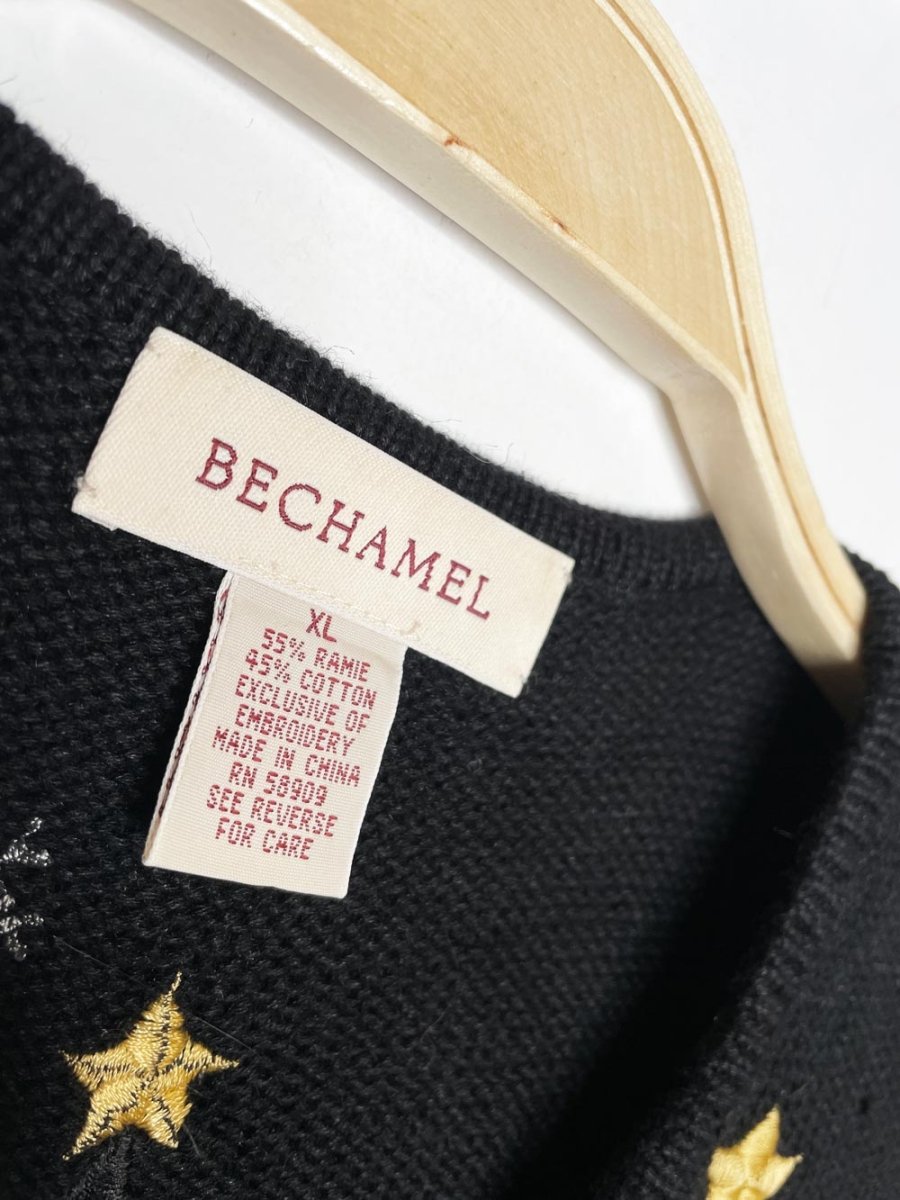 BECHAMEL
XL
55% RAMIE
45% COTTON
EXCLUSIVE OF
EMBROIDERY
MADE IN CHINA
RN 58909
SEE REVERSE
FOR CARE